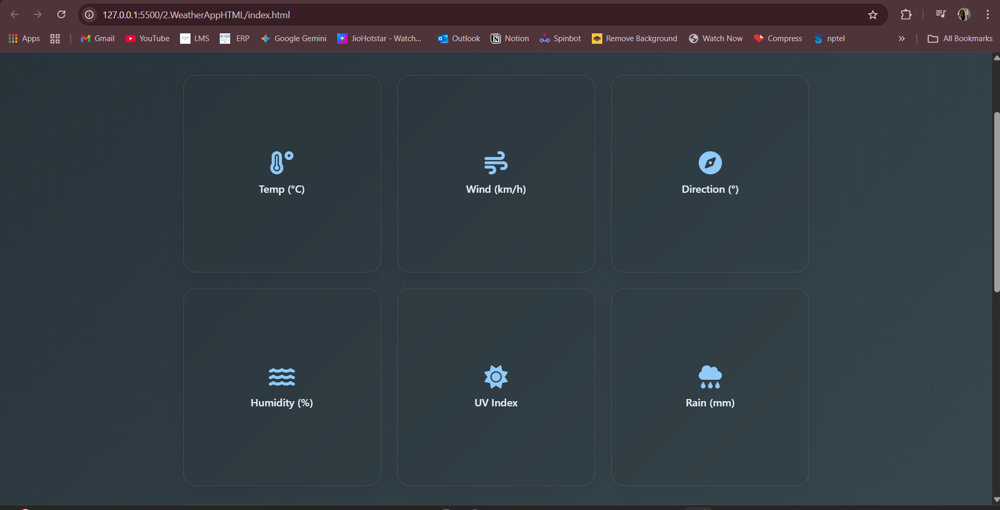 127.0.0.1:5500/2.WeatherAppHTML/index.html
Apps Gmail YouTube LMS ERP Google Gemini JioHotstar - Watch... Outlook Notion Spinbot Remove Background Watch Now Compress nptel » All Bookmarks
Temp (°C) Wind (km/h) Direction (°)
Humidity (%) UV Index Rain (mm)